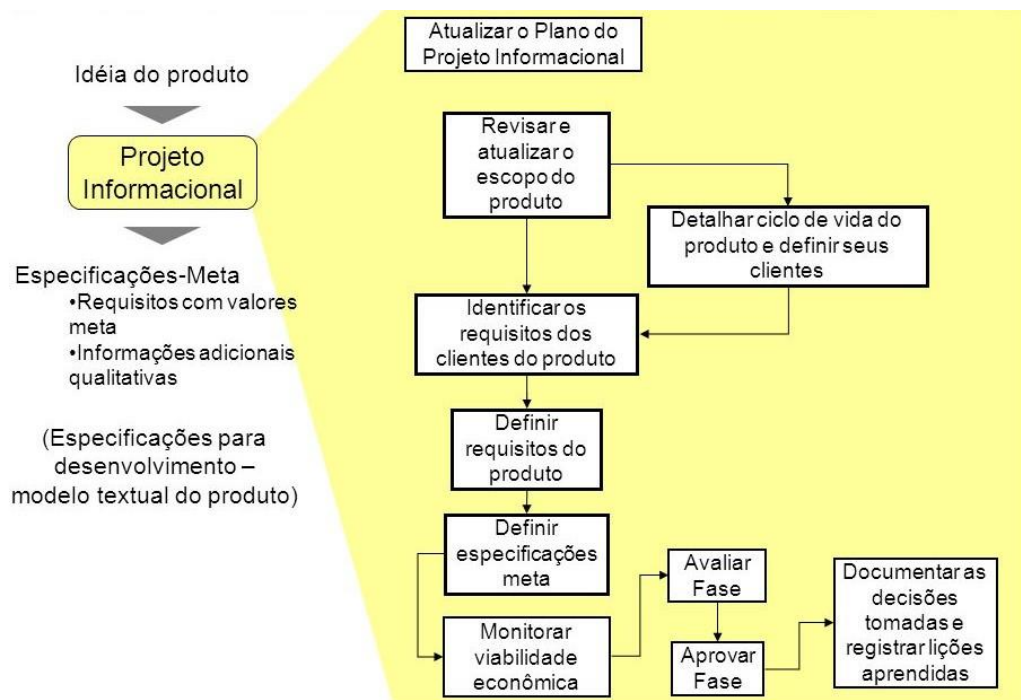 Idéia do produto
Projeto
Informacional
Especificações-Meta
•Requisitos com valores
meta
•Informações adicionais
qualitativas
(Especificações para
desenvolvimento –
modelo textual do produto)
Atualizar o Plano do
Projeto Informacional
Revisar e
atualizar o
escopo do
produto
Detalhar ciclo de vida do
produto e definir seus
clientes
Identificar os
requisitos dos
clientes do produto
Definir
requisitos do
produto
Definir
especificações
meta
Monitorar
viabilidade
econômica
Avaliar
Fase
Aprovar
Fase
Documentar as
decisões
tomadas e
registrar lições
aprendidas